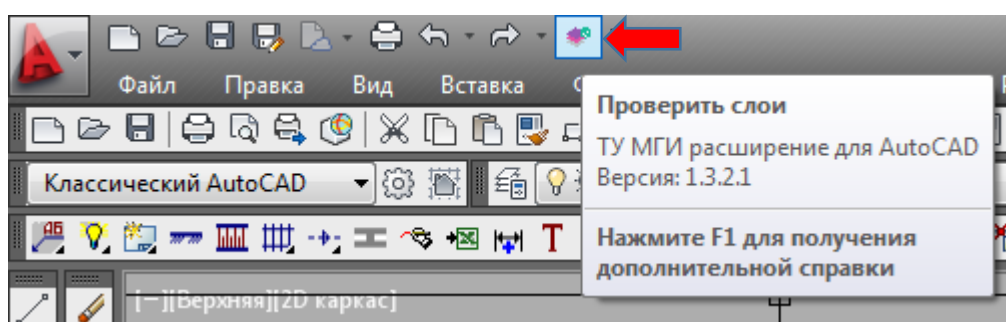 Файл Правка Вид Вставка
Проверить слои
ТУ МГИ расширение для AutoCAD
Версия: 1.3.2.1
Классический AutoCAD
Нажмите F1 для получения
дополнительной справки
АБ
T
[—][Верхняя][2D каркас]